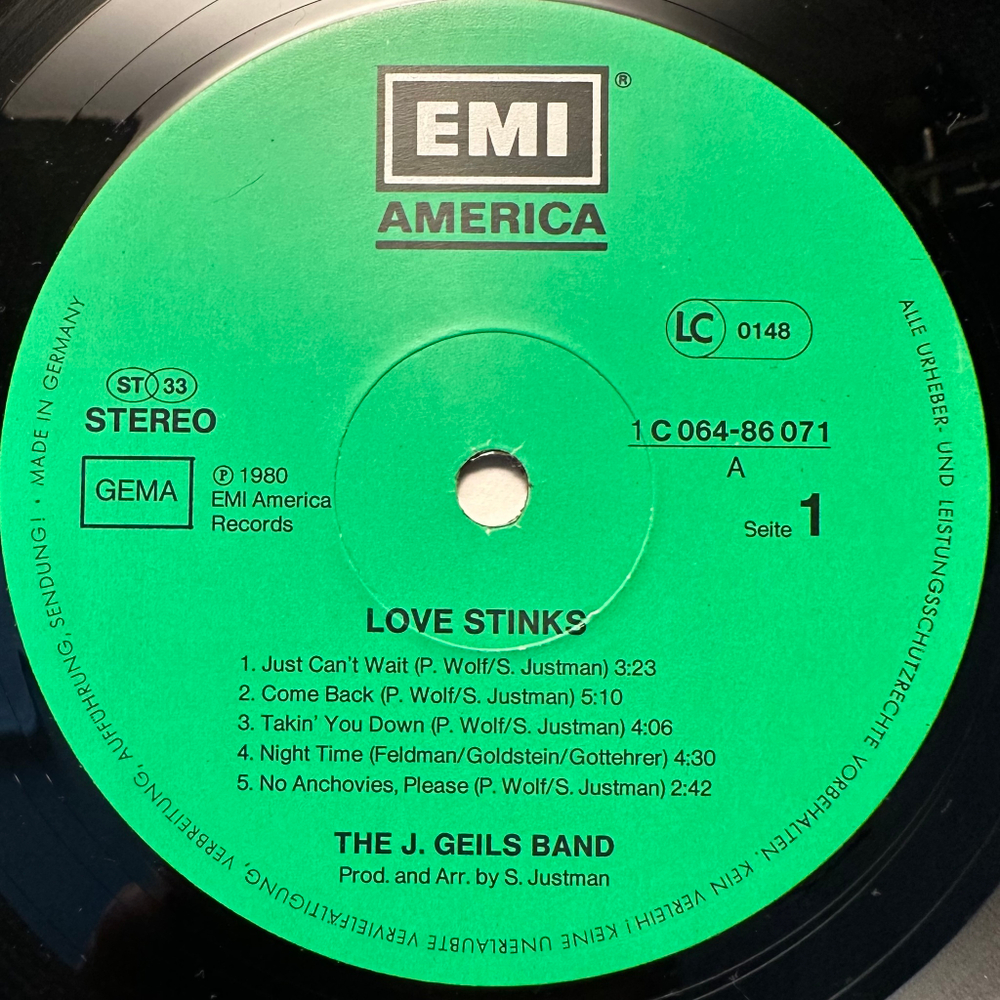 EMI ®
AMERICA
LC 0148
ST 33
STEREO
GEMA
Ⓟ 1980
EMI America
Records
1 C 064-86 071
A
Seite 1
LOVE STINKS
1. Just Can't Wait (P. Wolf/S. Justman) 3:23
2. Come Back (P. Wolf/S. Justman) 5:10
3. Takin' You Down (P. Wolf/S. Justman) 4:06
4. Night Time (Feldman/Goldstein/Gottehrer) 4:30
5. No Anchovies, Please (P. Wolf/S. Justman) 2:42
THE J. GEILS BAND
Prod. and Arr. by S. Justman
ALLE URHEBER- UND LEISTUNGSSCHUTZRECHTE VORBEHALTEN. KEIN VERLEIH! KEINE UNERLAUBTE VERVIELFÄLTIGUNG, VERBREITUNG, AUFFÜHRUNG, SENDUNG! • MADE IN GERMANY